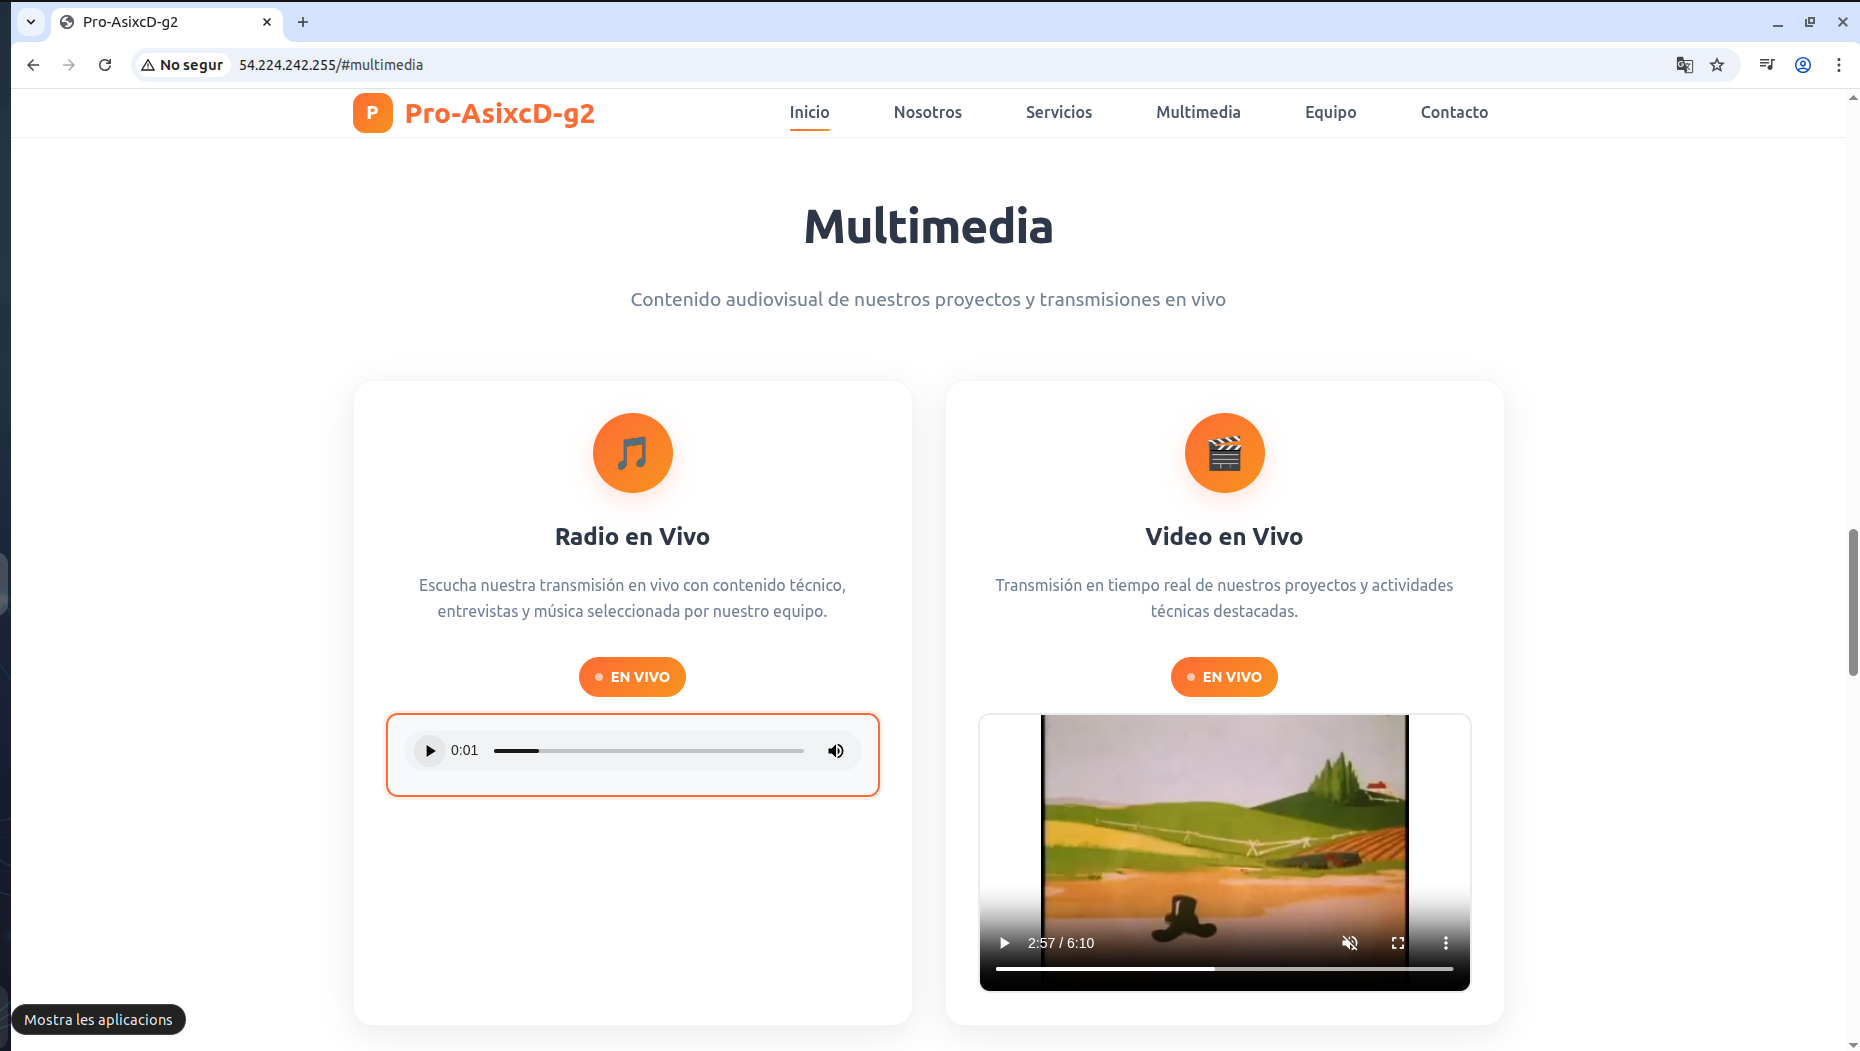 Pro-AsixcD-g2
No segur
54.224.242.255/#multimedia
P
Pro-AsixcD-g2
Inicio
Nosotros
Servicios
Multimedia
Equipo
Contacto
Multimedia
Contenido audiovisual de nuestros proyectos y transmisiones en vivo
Radio en Vivo
Escucha nuestra transmisión en vivo con contenido técnico,
entrevistas y música seleccionada por nuestro equipo.
EN VIVO
0:01
Video en Vivo
Transmisión en tiempo real de nuestros proyectos y actividades
técnicas destacadas.
EN VIVO
2:57 / 6:10
Mostra les aplicacions